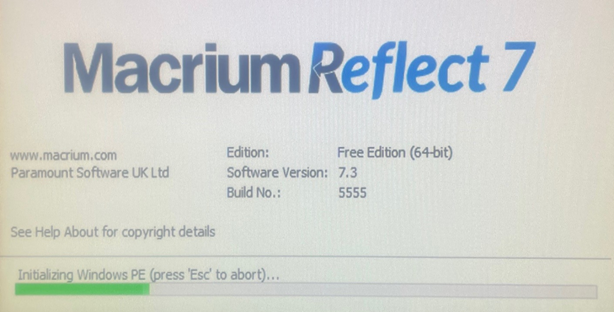 Macrium Reflect 7
www.macrium.com
Paramount Software UK Ltd
Edition: Free Edition (64-bit)
Software Version: 7.3
Build No.: 5555
See Help About for copyright details
Initializing Windows PE (press 'Esc' to abort)...